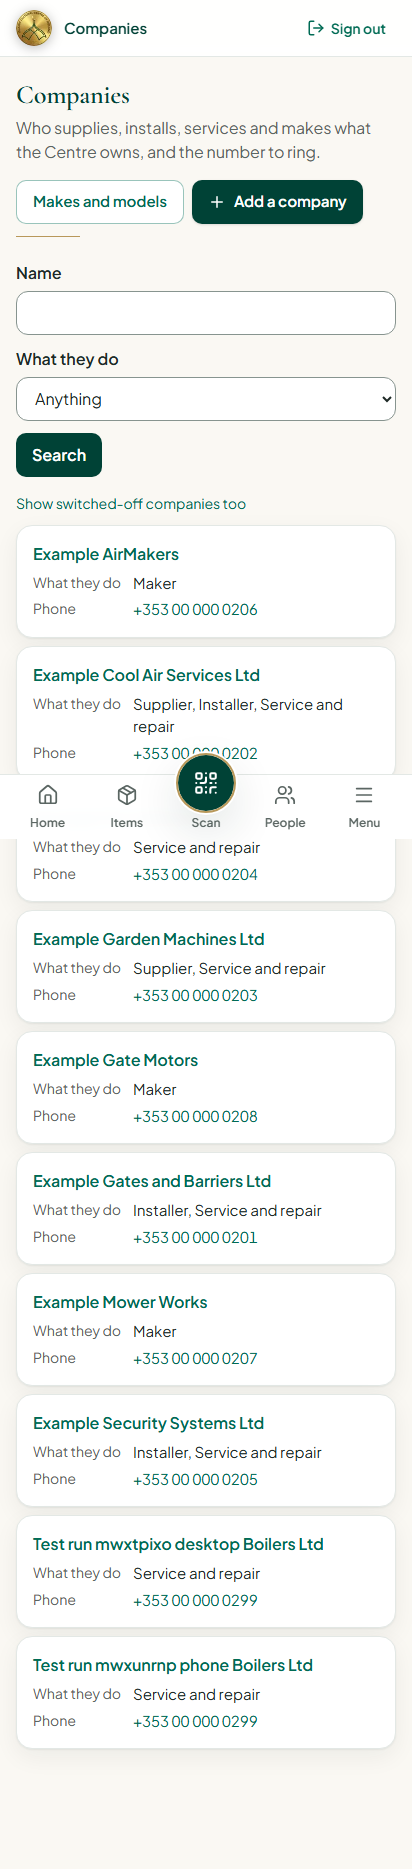 Companies
Sign out
Companies
Who supplies, installs, services and makes what
the Centre owns, and the number to ring.
Makes and models
Add a company
Name
What they do
Anything
Search
Show switched-off companies too
Example AirMakers
What they do Maker
Phone +353 00 000 0206
Example Cool Air Services Ltd
What they do Supplier, Installer, Service and
repair
Phone +353 00 000 0202
Home Items Scan People Menu
What they do Service and repair
Phone +353 00 000 0204
Example Garden Machines Ltd
What they do Supplier, Service and repair
Phone +353 00 000 0203
Example Gate Motors
What they do Maker
Phone +353 00 000 0208
Example Gates and Barriers Ltd
What they do Installer, Service and repair
Phone +353 00 000 0201
Example Mower Works
What they do Maker
Phone +353 00 000 0207
Example Security Systems Ltd
What they do Installer, Service and repair
Phone +353 00 000 0205
Test run mwxtpixo desktop Boilers Ltd
What they do Service and repair
Phone +353 00 000 0299
Test run mwxunrnp phone Boilers Ltd
What they do Service and repair
Phone +353 00 000 0299